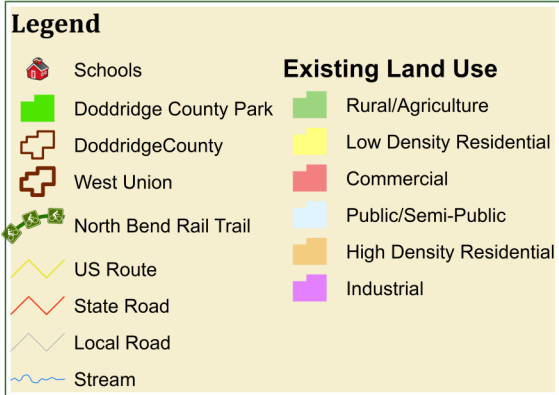 Legend
Schools
Doddridge County Park
DoddridgeCounty
West Union
North Bend Rail Trail
US Route
State Road
Local Road
Stream
Existing Land Use
Rural/Agriculture
Low Density Residential
Commercial
Public/Semi-Public
High Density Residential
Industrial